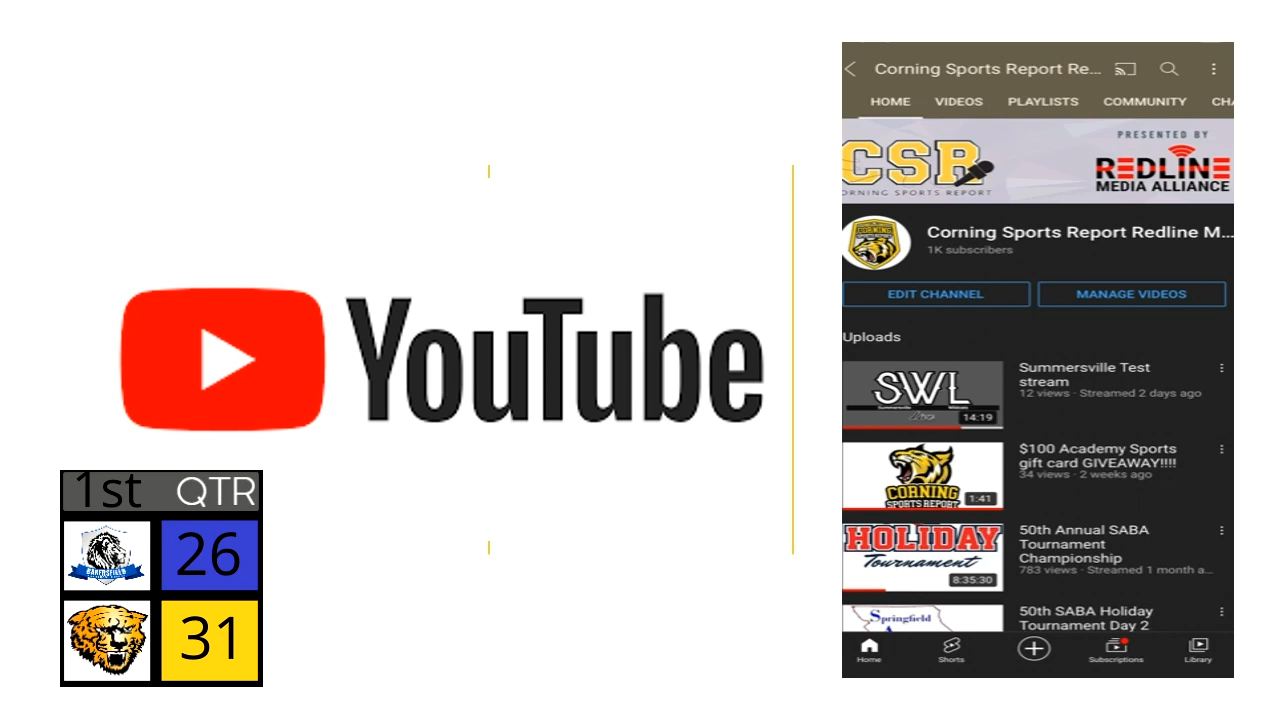 YouTube
1st QTR
BAKERSFIELD
26
31
Corning Sports Report Re...
HOME VIDEOS PLAYLISTS COMMUNITY CHA
CSR
ORNING SPORTS REPORT
PRESENTED BY
REDLINE
MEDIA ALLIANCE
CORNING
Corning Sports Report Redline M...
1K subscribers
EDIT CHANNEL
MANAGE VIDEOS
Uploads
SWL
14:19
Summersville Test
stream
12 views · Streamed 2 days ago
CORNING
SPORTS REPORT
1:41
$100 Academy Sports
gift card GIVEAWAY!!!!
34 views · 2 weeks ago
HOLIDAY
Tournament
8:35:30
50th Annual SABA
Tournament
Championship
783 views · Streamed 1 month a...
Springfield
50th SABA Holiday
Tournament Day 2
Home
Shorts
Subscriptions
Library